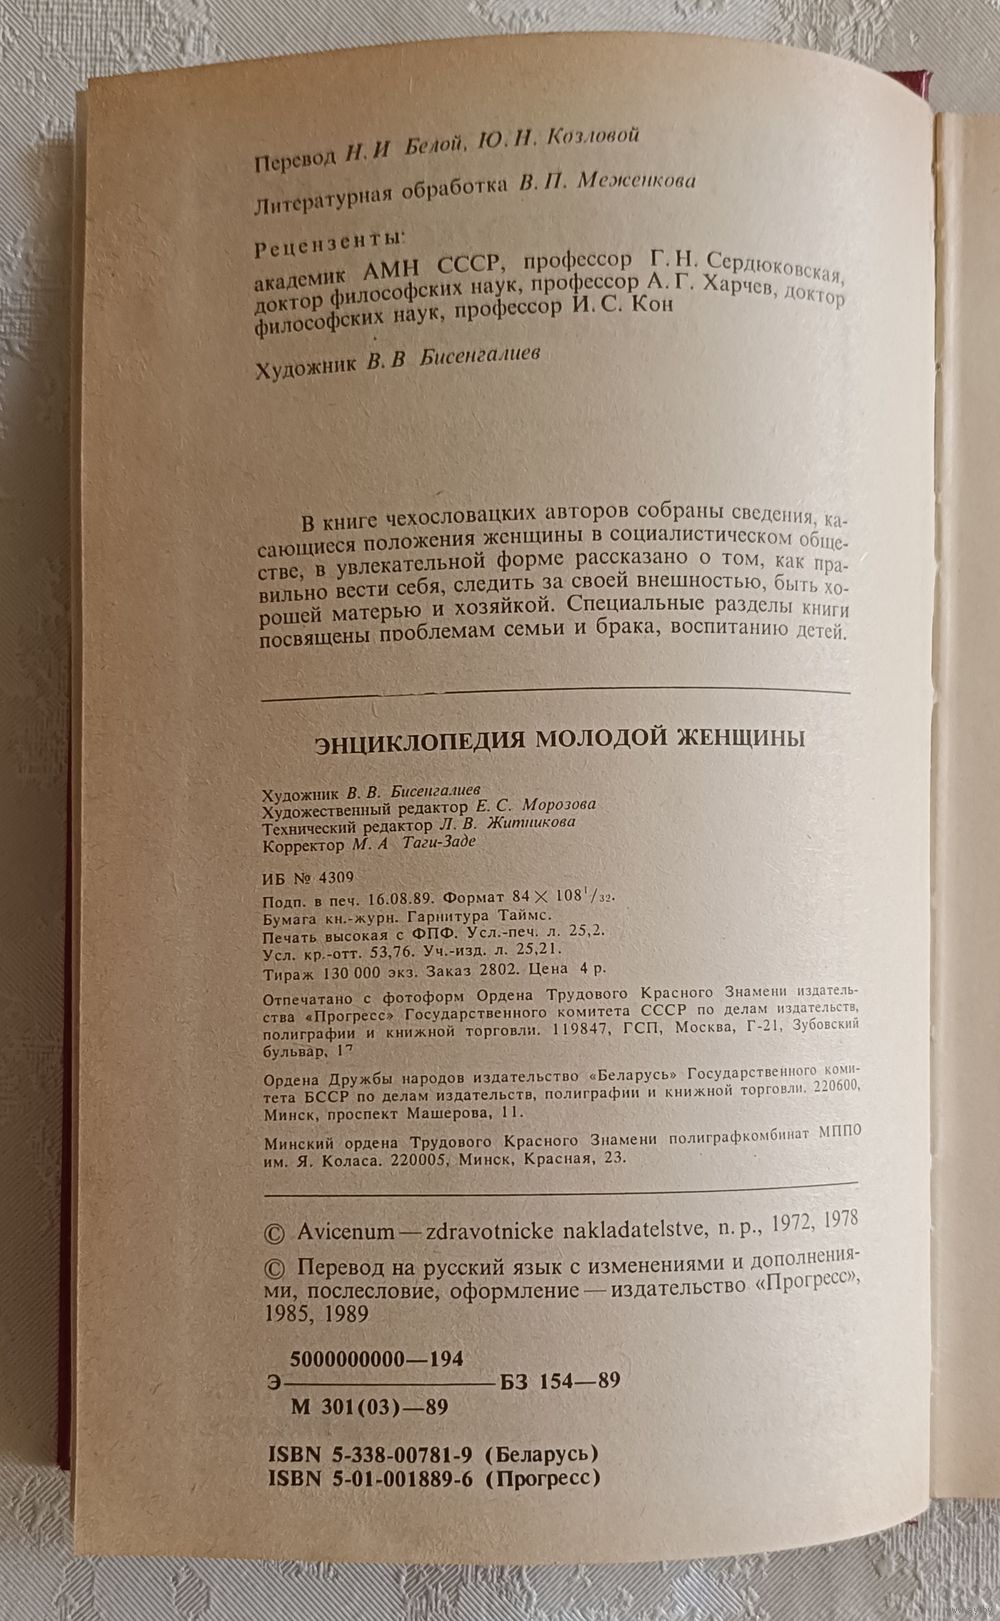 Перевод Н. И Белой, Ю. Н. Козловой
Литературная обработка В. П. Меженкова
Рецензенты:
академик АМН СССР, профессор Г. Н. Сердюковская,
доктор философских наук, профессор А. Г. Харчев, доктор
философских наук, профессор И. С. Кон
Художник В. В Бисенгалиев
В книге чехословацких авторов собраны сведения, ка-
сающиеся положения женщины в социалистическом обще-
стве, в увлекательной форме рассказано о том, как пра-
вильно вести себя, следить за своей внешностью, быть хо-
рошей матерью и хозяйкой. Специальные разделы книги
посвящены проблемам семьи и брака, воспитанию детей.
ЭНЦИКЛОПЕДИЯ МОЛОДОЙ ЖЕНЩИНЫ
Художник В. В. Бисенгалиев
Художественный редактор Е. С. Морозова
Технический редактор Л. В. Житникова
Корректор М. А Таги-Заде
ИБ № 4309
Подп. в печ. 16.08.89. Формат 84 × 108¹/₃₂.
Бумага кн.-журн. Гарнитура Таймс.
Печать высокая с ФПФ. Усл.-печ. л. 25,2.
Усл. кр.-отт. 53,76. Уч.-изд. л. 25,21.
Тираж 130 000 экз. Заказ 2802. Цена 4 р.
Отпечатано с фотоформ Ордена Трудового Красного Знамени издатель-
ства «Прогресс» Государственного комитета СССР по делам издательств,
полиграфии и книжной торговли. 119847, ГСП, Москва, Г-21, Зубовский
бульвар, 17
Ордена Дружбы народов издательство «Беларусь» Государственного коми-
тета БССР по делам издательств, полиграфии и книжной торговли. 220600,
Минск, проспект Машерова, 11.
Минский ордена Трудового Красного Знамени полиграфкомбинат МППО
им. Я. Коласа. 220005, Минск, Красная, 23.
© Avicenum — zdravotnicke nakladatelstve, n. p., 1972, 1978
© Перевод на русский язык с изменениями и дополнения-
ми, послесловие, оформление — издательство «Прогресс»,
1985, 1989
5000000000—194
Э БЗ 154—89
М 301(03)—89
ISBN 5-338-00781-9 (Беларусь)
ISBN 5-01-001889-6 (Прогресс)